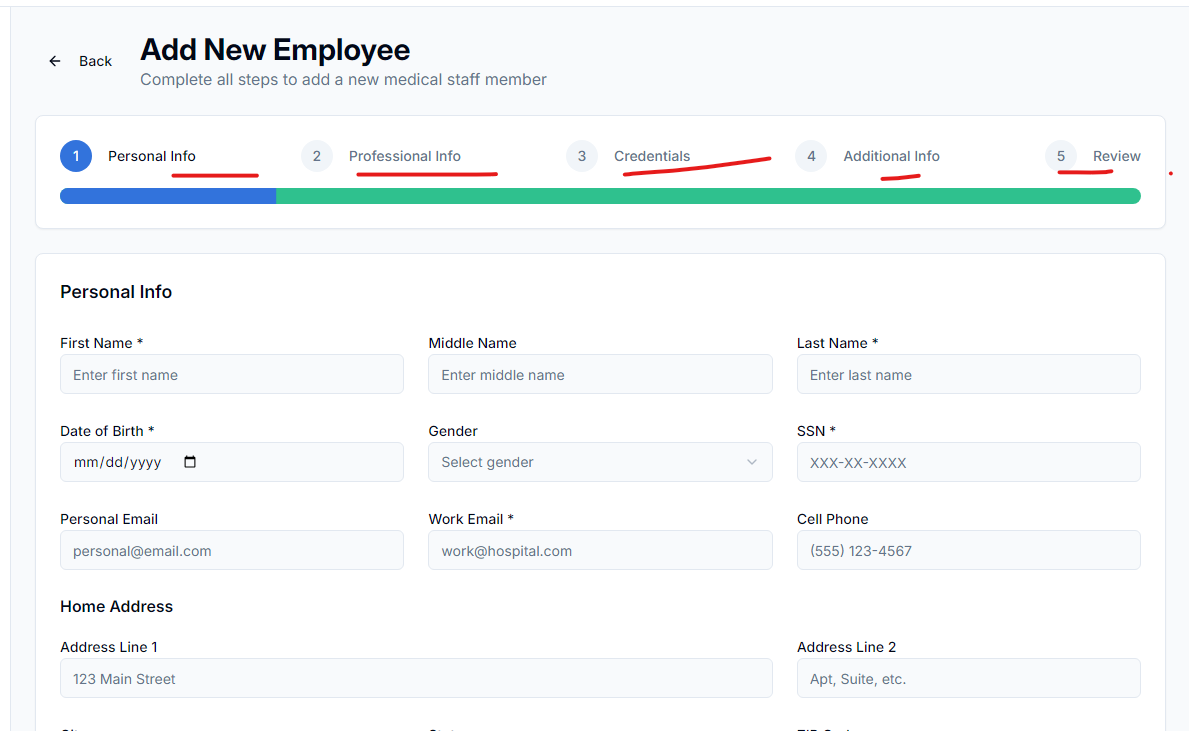 Back
Add New Employee
Complete all steps to add a new medical staff member
1 Personal Info 2 Professional Info 3 Credentials 4 Additional Info 5 Review
Personal Info
First Name * Middle Name Last Name *
Enter first name Enter middle name Enter last name
Date of Birth * Gender SSN *
mm/dd/yyyy Select gender XXX-XX-XXXX
Personal Email Work Email * Cell Phone
personal@email.com work@hospital.com (555) 123-4567
Home Address
Address Line 1 Address Line 2
123 Main Street Apt, Suite, etc.